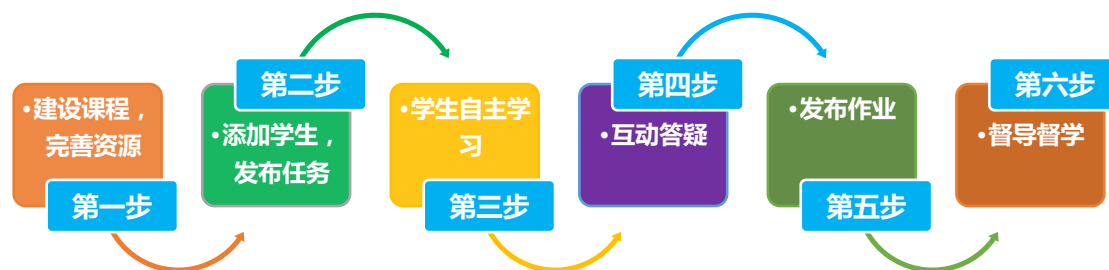 •建设课程，
完善资源
第一步
第二步
•添加学生，
发布任务
•学生自主学
习
第三步
第四步
•互动答疑
•发布作业
第五步
第六步
•督导督学